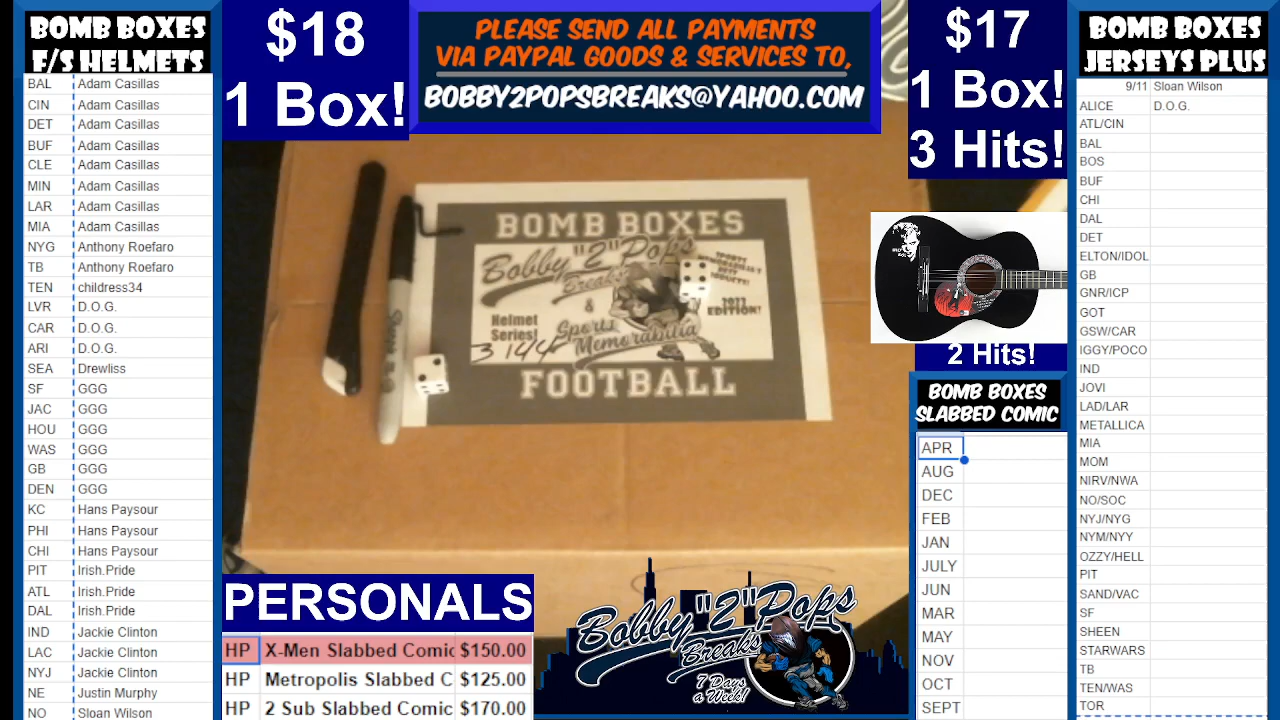 BOMB BOXES
F/S HELMETS
BAL Adam Casillas
CIN Adam Casillas
DET Adam Casillas
BUF Adam Casillas
CLE Adam Casillas
MIN Adam Casillas
LAR Adam Casillas
MIA Adam Casillas
NYG Anthony Roefaro
TB Anthony Roefaro
TEN childress34
LVR D.O.G.
CAR D.O.G.
ARI D.O.G.
SEA Drewliss
SF GGG
JAC GGG
HOU GGG
WAS GGG
GB GGG
DEN GGG
KC Hans Paysour
PHI Hans Paysour
CHI Hans Paysour
PIT Irish.Pride
ATL Irish.Pride
DAL Irish.Pride
IND Jackie Clinton
LAC Jackie Clinton
NYJ Jackie Clinton
NE Justin Murphy
NO Sloan Wilson
$18
1 Box!
PLEASE SEND ALL PAYMENTS
VIA PAYPAL GOODS & SERVICES TO,
BOBBY2POPSBREAKS@YAHOO.COM
BOMB BOXES
Bobby "2" Pops
Breaks
&
Sports
Memorabilia
Helmet
Series!
EDITION!
FOOTBALL
PERSONALS
HP X-Men Slabbed Comic $150.00
HP Metropolis Slabbed C $125.00
HP 2 Sub Slabbed Comic $170.00
Bobby "2" Pops
Breaks
7 Days
a Week!
$17
1 Box!
3 Hits!
2 Hits!
BOMB BOXES
SLABBED COMIC
APR
AUG
DEC
FEB
JAN
JULY
JUN
MAR
MAY
NOV
OCT
SEPT
BOMB BOXES
JERSEYS PLUS
9/11 Sloan Wilson
ALICE D.O.G.
ATL/CIN
BAL
BOS
BUF
CHI
DAL
DET
ELTON/IDOL
GB
GNR/ICP
GOT
GSW/CAR
IGGY/POCO
IND
JOVI
LAD/LAR
METALLICA
MIA
MOM
NIRV/NWA
NO/SOC
NYJ/NYG
NYM/NYY
OZZY/HELL
PIT
SAND/VAC
SF
SHEEN
STARWARS
TB
TEN/WAS
TOR